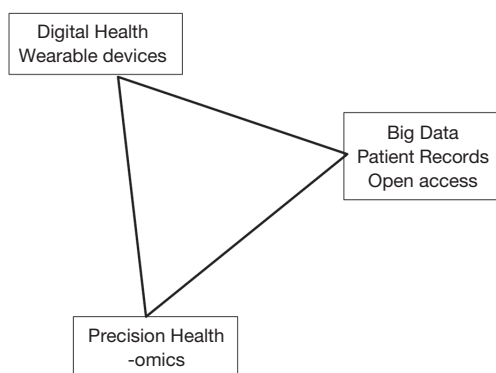 Digital Health
Wearable devices
Big Data
Patient Records
Open access
Precision Health
-omics